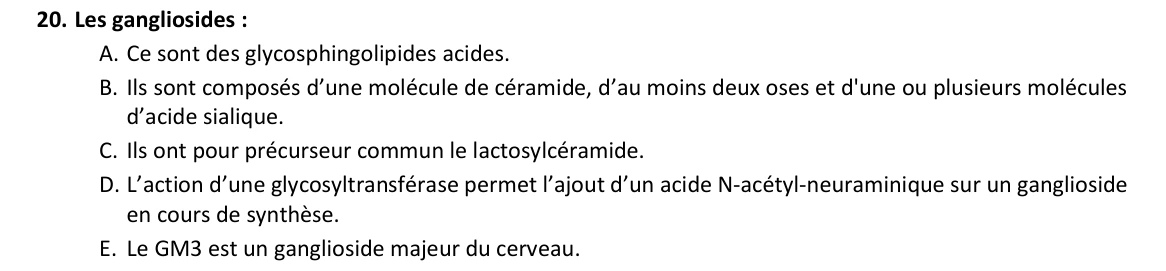 20. Les gangliosides :
A. Ce sont des glycosphingolipides acides.
B. Ils sont composés d’une molécule de céramide, d’au moins deux oses et d'une ou plusieurs molécules
d’acide sialique.
C. Ils ont pour précurseur commun le lactosylcéramide.
D. L’action d’une glycosyltransférase permet l’ajout d’un acide N-acétyl-neuraminique sur un ganglioside
en cours de synthèse.
E. Le GM3 est un ganglioside majeur du cerveau.